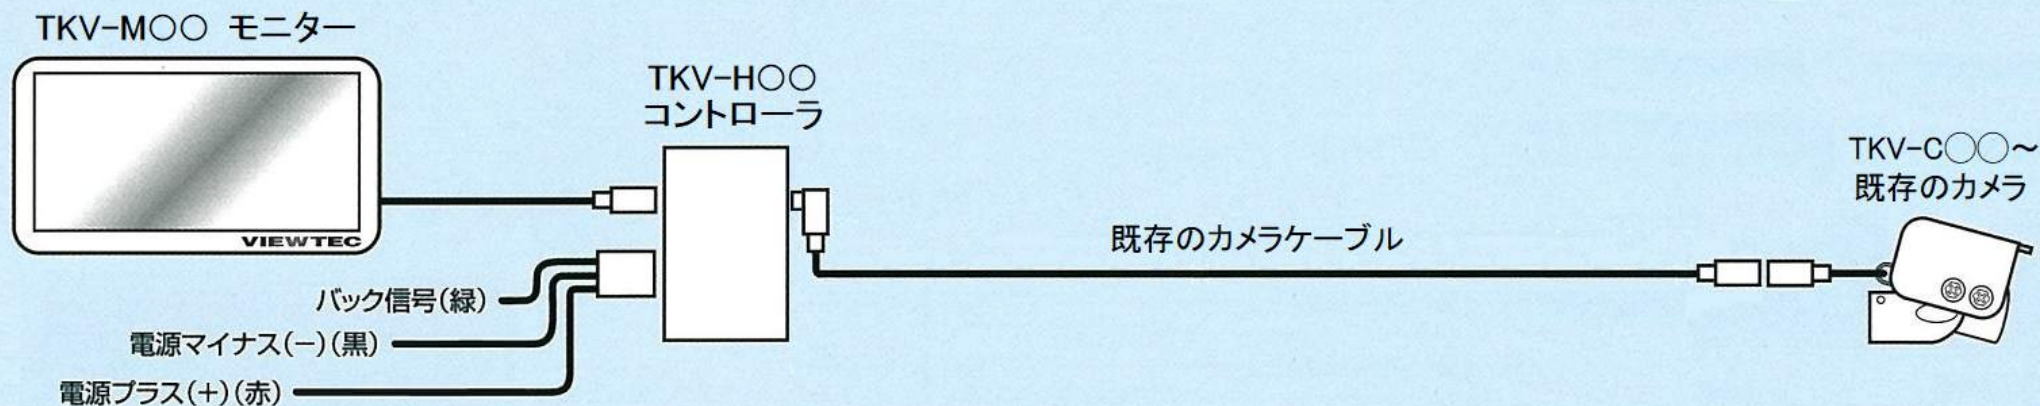 TKV-M○○ モニター
VIEWTEC
TKV-H○○
コントローラ
バック信号(緑)
電源マイナス(－)(黒)
電源プラス(＋)(赤)
既存のカメラケーブル
TKV-C○○～
既存のカメラ